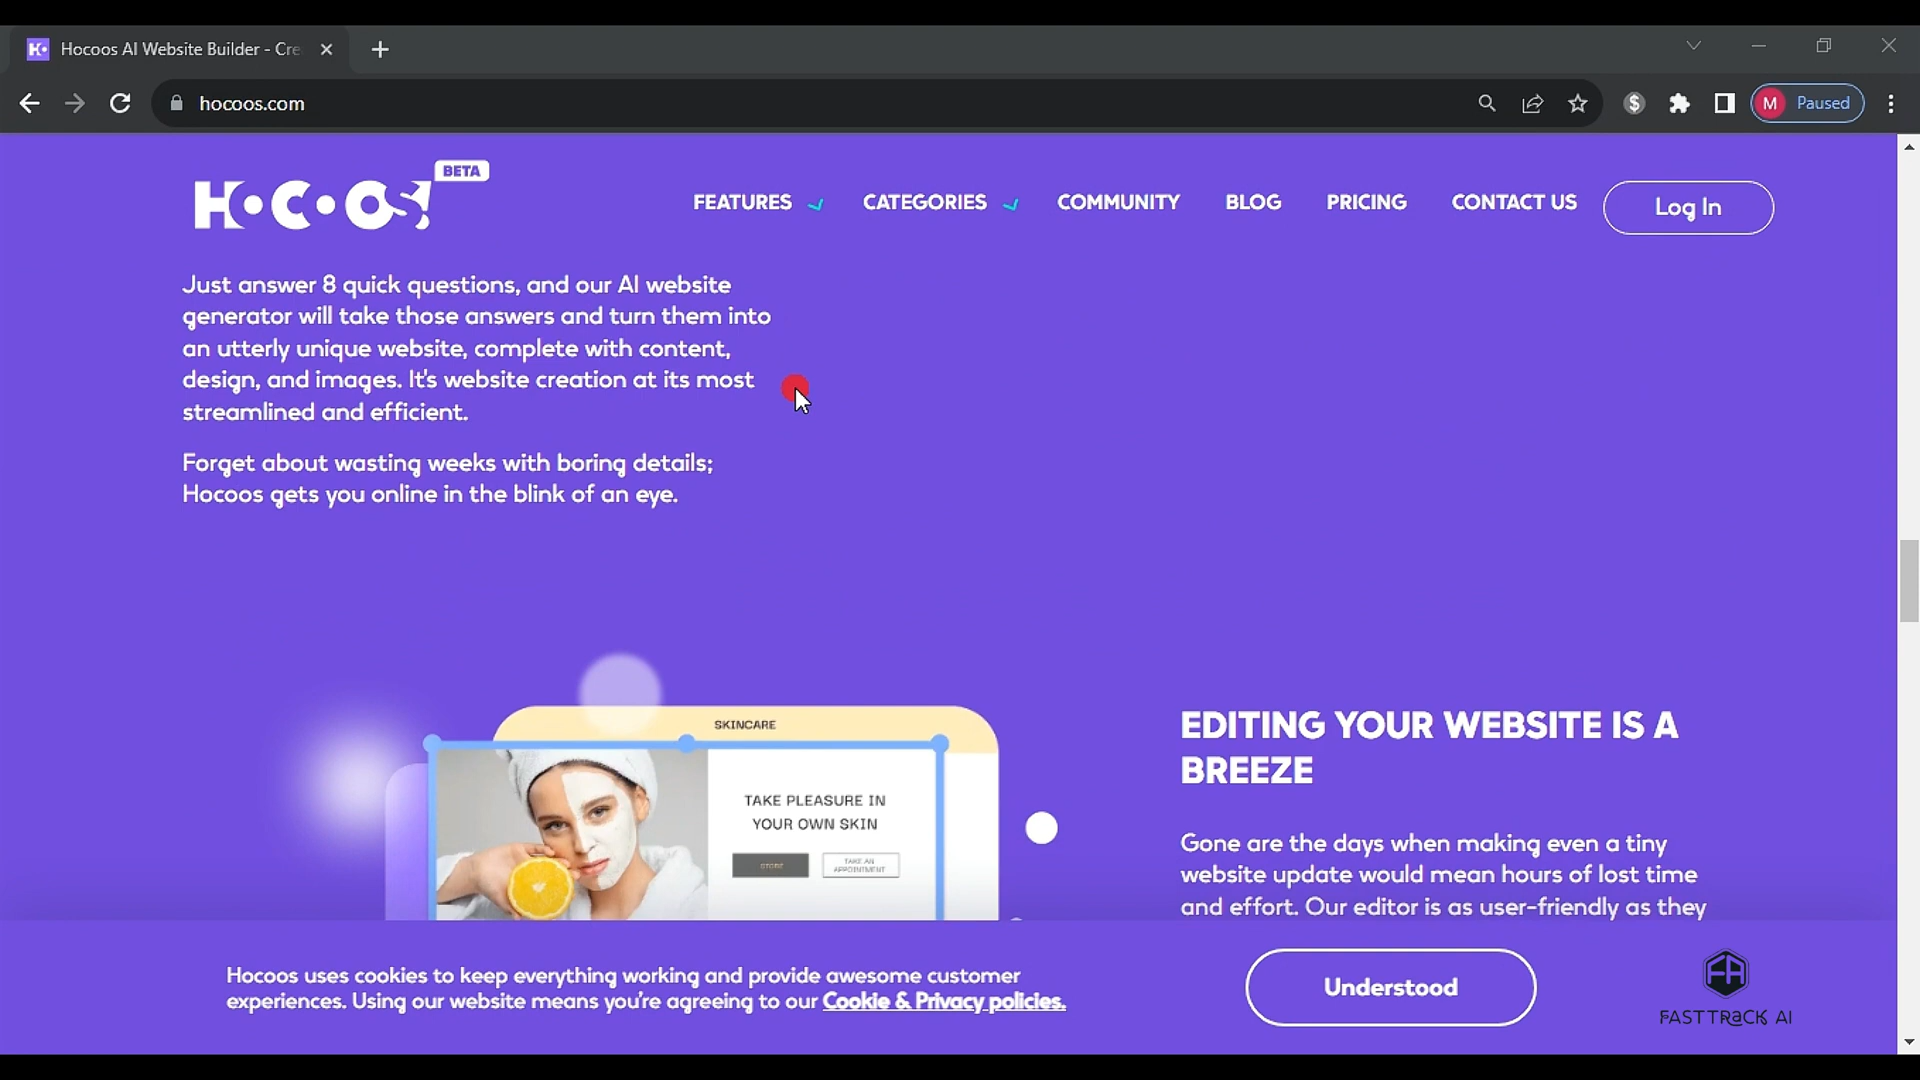 Hocoos AI Website Builder - Cre
hocoos.com
M Paused
HOCOOS BETA
FEATURES CATEGORIES COMMUNITY BLOG PRICING CONTACT US Log In
Just answer 8 quick questions, and our AI website
generator will take those answers and turn them into
an utterly unique website, complete with content,
design, and images. It's website creation at its most
streamlined and efficient.
Forget about wasting weeks with boring details;
Hocoos gets you online in the blink of an eye.
SKINCARE
TAKE PLEASURE IN
YOUR OWN SKIN
STORE
TAKE AN
APPOINTMENT
EDITING YOUR WEBSITE IS A
BREEZE
Gone are the days when making even a tiny
website update would mean hours of lost time
and effort. Our editor is as user-friendly as they
Hocoos uses cookies to keep everything working and provide awesome customer
experiences. Using our website means you're agreeing to our Cookie & Privacy policies.
Understood
FASTTRaCK AI